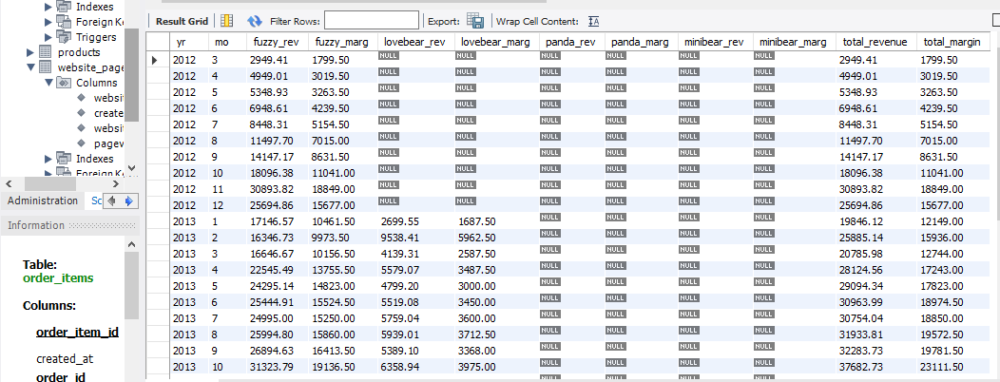 Indexes
Foreign Key
Triggers
products
website_page
Columns
websit
create
websit
pagev
Indexes
Foreign Ke
Administration Sc
Information
Table:
order_items
Columns:
order_item_id
created_at
order_id
Result Grid Filter Rows: Export: Wrap Cell Content: IA
yr mo fuzzy_rev fuzzy_marg lovebear_rev lovebear_marg panda_rev panda_marg minibear_rev minibear_marg total_revenue total_margin
2012 3 2949.41 1799.50 NULL NULL NULL NULL NULL NULL 2949.41 1799.50
2012 4 4949.01 3019.50 NULL NULL NULL NULL NULL NULL 4949.01 3019.50
2012 5 5348.93 3263.50 NULL NULL NULL NULL NULL NULL 5348.93 3263.50
2012 6 6948.61 4239.50 NULL NULL NULL NULL NULL NULL 6948.61 4239.50
2012 7 8448.31 5154.50 NULL NULL NULL NULL NULL NULL 8448.31 5154.50
2012 8 11497.70 7015.00 NULL NULL NULL NULL NULL NULL 11497.70 7015.00
2012 9 14147.17 8631.50 NULL NULL NULL NULL NULL NULL 14147.17 8631.50
2012 10 18096.38 11041.00 NULL NULL NULL NULL NULL NULL 18096.38 11041.00
2012 11 30893.82 18849.00 NULL NULL NULL NULL NULL NULL 30893.82 18849.00
2012 12 25694.86 15677.00 NULL NULL NULL NULL NULL NULL 25694.86 15677.00
2013 1 17146.57 10461.50 2699.55 1687.50 NULL NULL NULL NULL 19846.12 12149.00
2013 2 16346.73 9973.50 9538.41 5962.50 NULL NULL NULL NULL 25885.14 15936.00
2013 3 16646.67 10156.50 4139.31 2587.50 NULL NULL NULL NULL 20785.98 12744.00
2013 4 22545.49 13755.50 5579.07 3487.50 NULL NULL NULL NULL 28124.56 17243.00
2013 5 24295.14 14823.00 4799.20 3000.00 NULL NULL NULL NULL 29094.34 17823.00
2013 6 25444.91 15524.50 5519.08 3450.00 NULL NULL NULL NULL 30963.99 18974.50
2013 7 24995.00 15250.00 5759.04 3600.00 NULL NULL NULL NULL 30754.04 18850.00
2013 8 25994.80 15860.00 5939.01 3712.50 NULL NULL NULL NULL 31933.81 19572.50
2013 9 26894.63 16413.50 5389.10 3368.00 NULL NULL NULL NULL 32283.73 19781.50
2013 10 31323.79 19136.50 6358.94 3975.00 NULL NULL NULL NULL 37682.73 23111.50